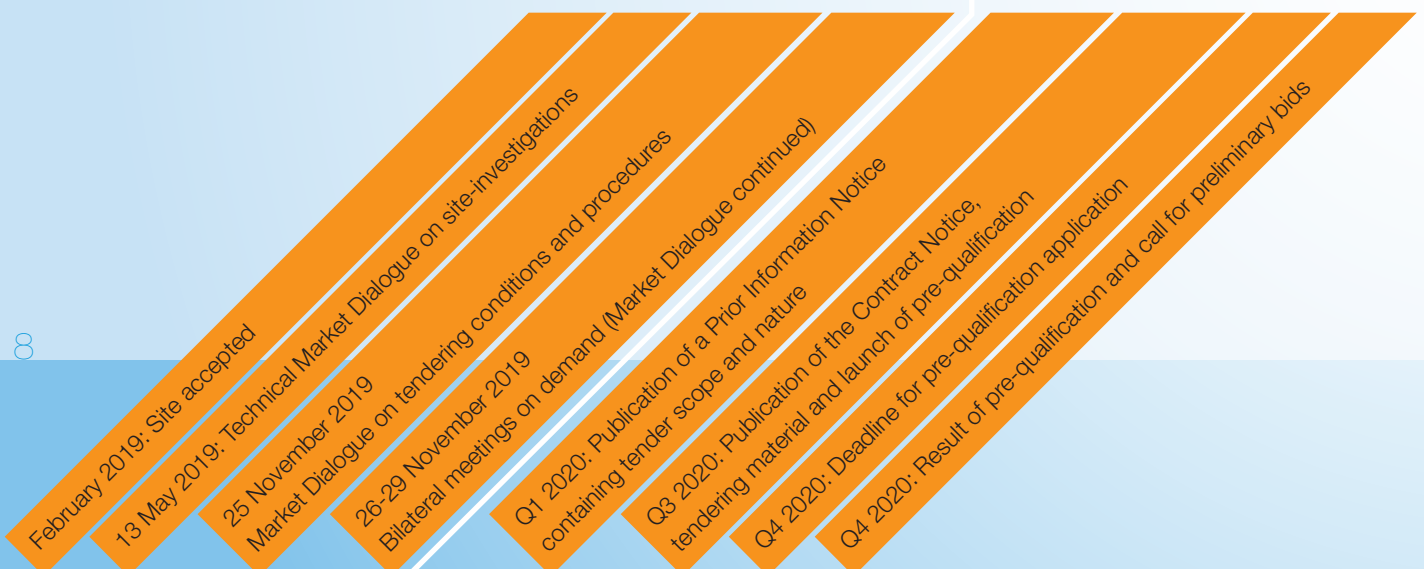 February 2019: Site accepted
13 May 2019: Technical Market Dialogue on site-investigations
25 November 2019
Market Dialogue on tendering conditions and procedures
26-29 November 2019
Bilateral meetings on demand (Market Dialogue continued)
Q1 2020: Publication of a Prior Information Notice
containing tender scope and nature
Q3 2020: Publication of the Contract Notice,
tendering material and launch of pre-qualification
Q4 2020: Deadline for pre-qualification application
Q4 2020: Result of pre-qualification and call for preliminary bids
8